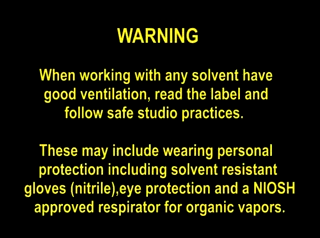 WARNING
When working with any solvent have
good ventilation, read the label and
follow safe studio practices.
These may include wearing personal
protection including solvent resistant
gloves (nitrile),eye protection and a NIOSH
approved respirator for organic vapors.